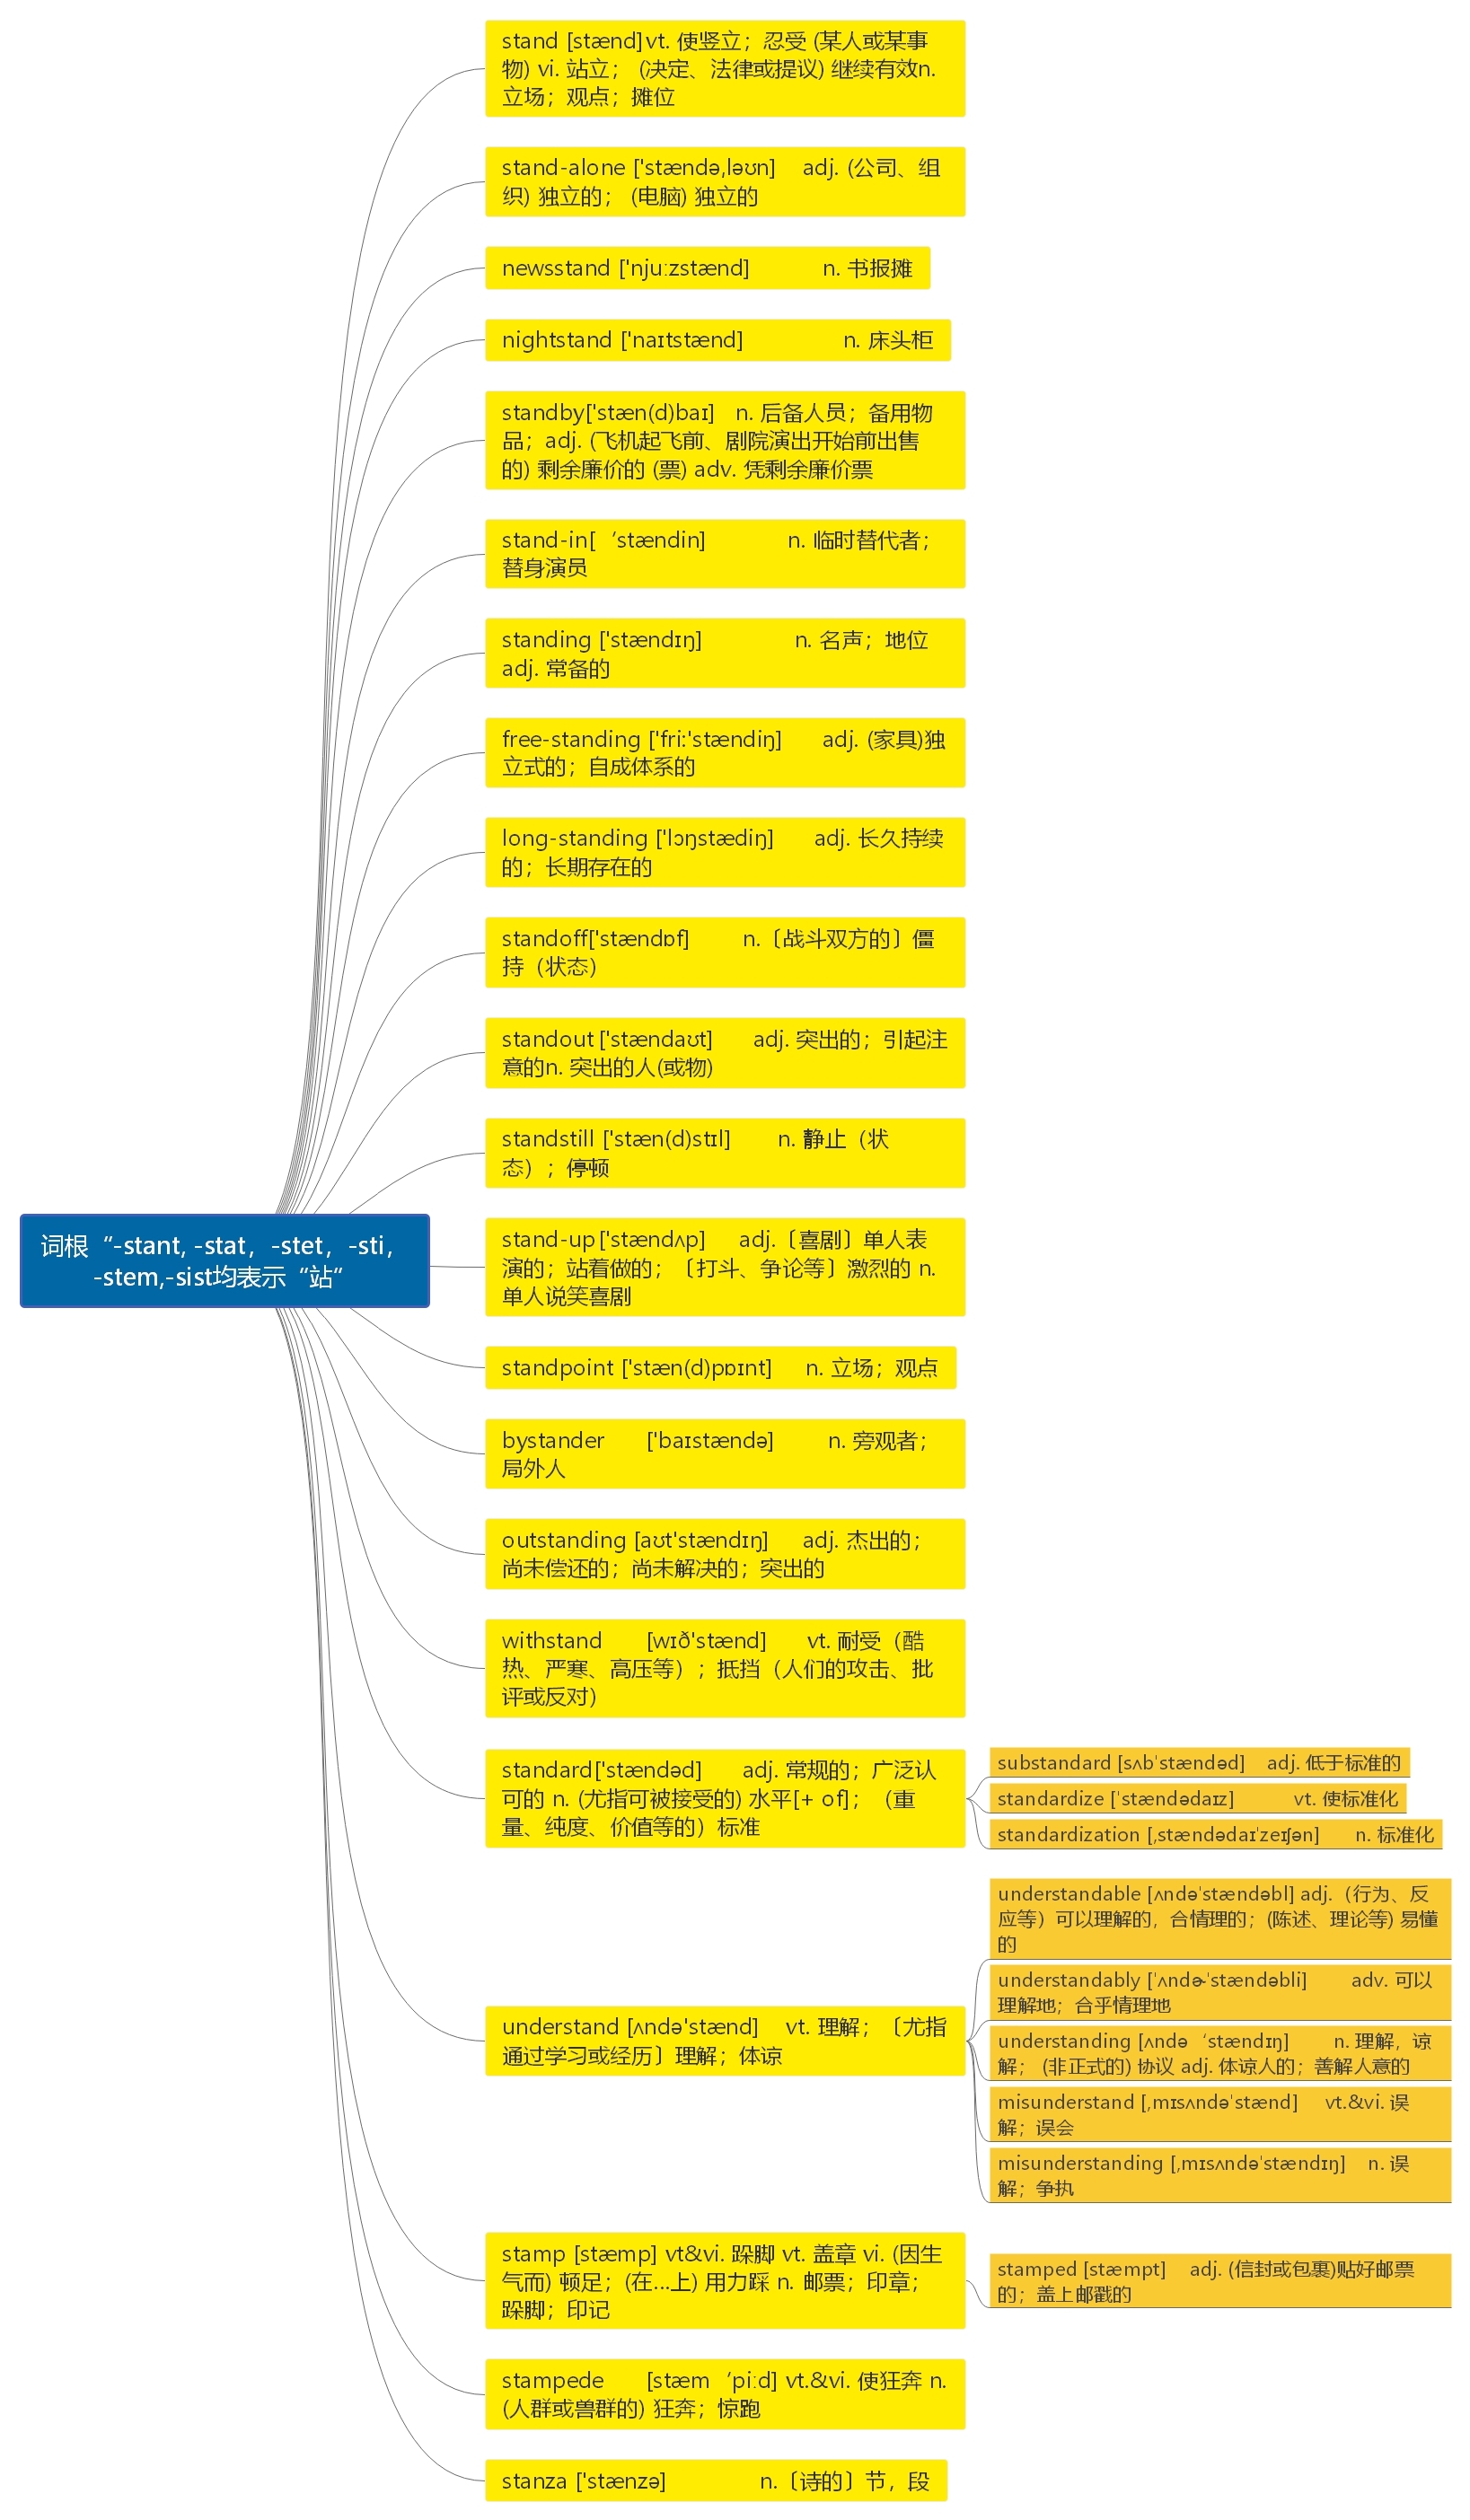 stand [stænd]vt. 使竖立；忍受 (某人或某事
物) vi. 站立； (决定、法律或提议) 继续有效n.
立场；观点；摊位
stand-alone ['stændə,ləʊn] adj. (公司、组
织) 独立的； (电脑) 独立的
newsstand ['nju:zstænd] n. 书报摊
nightstand ['naɪtstænd] n. 床头柜
standby['stæn(d)baɪ] n. 后备人员；备用物
品；adj. (飞机起飞前、剧院演出开始前出售
的) 剩余廉价的 (票) adv. 凭剩余廉价票
stand-in[‘stændin] n. 临时替代者；
替身演员
standing ['stændɪŋ] n. 名声；地位
adj. 常备的
free-standing ['fri:'stændiŋ] adj. (家具)独
立式的；自成体系的
long-standing ['lɔŋstædiŋ] adj. 长久持续
的；长期存在的
standoff['stændɒf] n.〔战斗双方的〕僵
持（状态）
standout ['stændaʊt] adj. 突出的；引起注
意的n. 突出的人(或物)
standstill ['stæn(d)stɪl] n. 静止（状
态）；停顿
词根“-stant, -stat，-stet，-sti，
-stem,-sist均表示“站”
stand-up['stændʌp] adj.〔喜剧〕单人表
演的；站着做的；〔打斗、争论等〕激烈的 n.
单人说笑喜剧
standpoint ['stæn(d)pɒɪnt] n. 立场；观点
bystander ['baɪstændə] n. 旁观者；
局外人
outstanding [aʊt'stændɪŋ] adj. 杰出的；
尚未偿还的；尚未解决的；突出的
withstand [wɪð'stænd] vt. 耐受（酷
热、严寒、高压等）；抵挡（人们的攻击、批
评或反对）
standard['stændəd] adj. 常规的；广泛认
可的 n. (尤指可被接受的) 水平[+ of]；（重
量、纯度、价值等的）标准
substandard [sʌbˈstændəd] adj. 低于标准的
standardize [ˈstændədaɪz] vt. 使标准化
standardization [ˌstændədaɪˈzeɪʃən] n. 标准化
understand [ʌndə'stænd] vt. 理解；〔尤指
通过学习或经历〕理解；体谅
understandable [ʌndəˈstændəbl] adj.（行为、反
应等）可以理解的，合情理的；(陈述、理论等) 易懂
的
understandably [ˈʌndɚˈstændəbli] adv. 可以
理解地；合乎情理地
understanding [ʌndə‘stændɪŋ] n. 理解，谅
解； (非正式的) 协议 adj. 体谅人的；善解人意的
misunderstand [ˌmɪsʌndəˈstænd] vt.&vi. 误
解；误会
misunderstanding [ˌmɪsʌndəˈstændɪŋ] n. 误
解；争执
stamp [stæmp] vt&vi. 跺脚 vt. 盖章 vi. (因生
气而) 顿足；(在...上) 用力踩 n. 邮票；印章；
跺脚；印记
stamped [stæmpt] adj. (信封或包裹)贴好邮票
的；盖上邮戳的
stampede [stæm‘pi:d] vt.&vi. 使狂奔 n.
(人群或兽群的) 狂奔；惊跑
stanza ['stænzə] n.〔诗的〕节，段